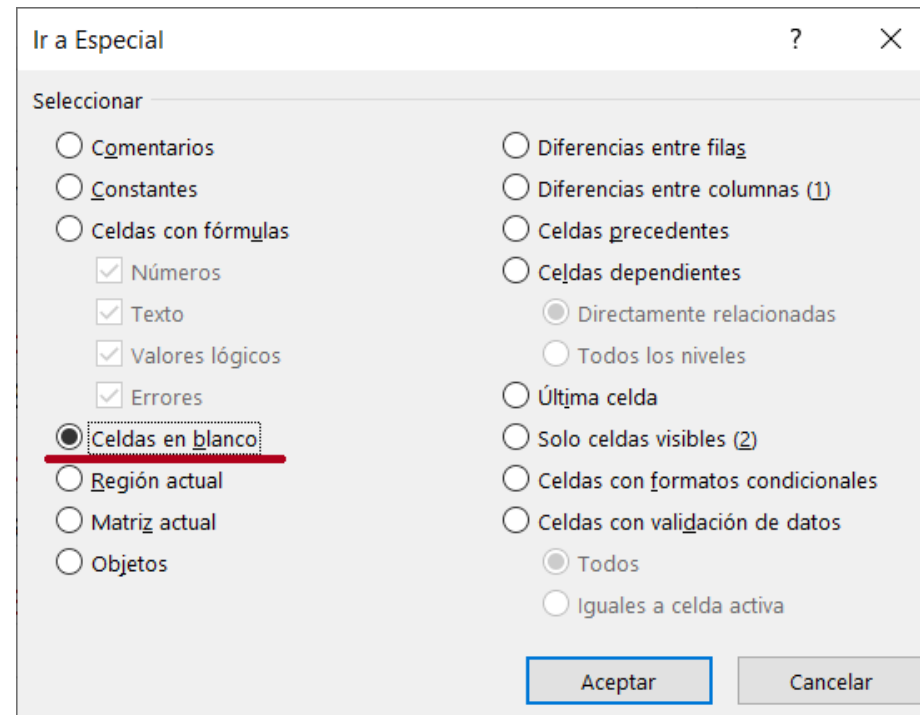 Ir a Especial
?
Seleccionar
Comentarios
Constantes
Celdas con fórmulas
Números
Texto
Valores lógicos
Errores
Celdas en blanco
Región actual
Matriz actual
Objetos
Diferencias entre filas
Diferencias entre columnas (1)
Celdas precedentes
Celdas dependientes
Directamente relacionadas
Todos los niveles
Última celda
Solo celdas visibles (2)
Celdas con formatos condicionales
Celdas con validación de datos
Todos
Iguales a celda activa
Aceptar
Cancelar